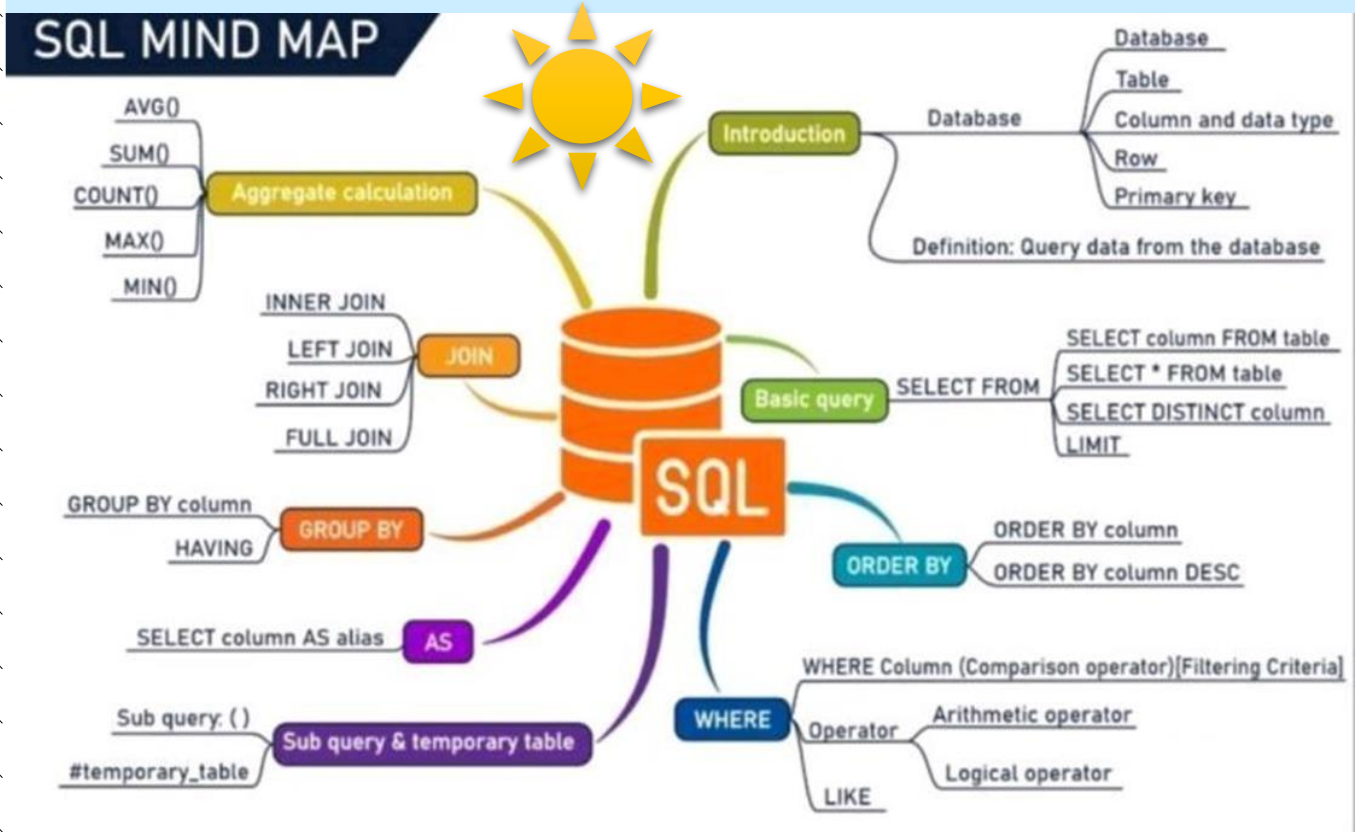 SQL MIND MAP
AVG()
SUM()
COUNT()
MAX()
MIN()
Aggregate calculation
INNER JOIN
LEFT JOIN
RIGHT JOIN
FULL JOIN
JOIN
GROUP BY column
HAVING
GROUP BY
SELECT column AS alias
AS
Sub query: ( )
#temporary_table
Sub query & temporary table
SQL
Introduction
Database
Database
Table
Column and data type
Row
Primary key
Definition: Query data from the database
Basic query
SELECT FROM
SELECT column FROM table
SELECT * FROM table
SELECT DISTINCT column
LIMIT
ORDER BY
ORDER BY column
ORDER BY column DESC
WHERE
WHERE Column (Comparison operator)[Filtering Criteria]
Operator
Arithmetic operator
Logical operator
LIKE